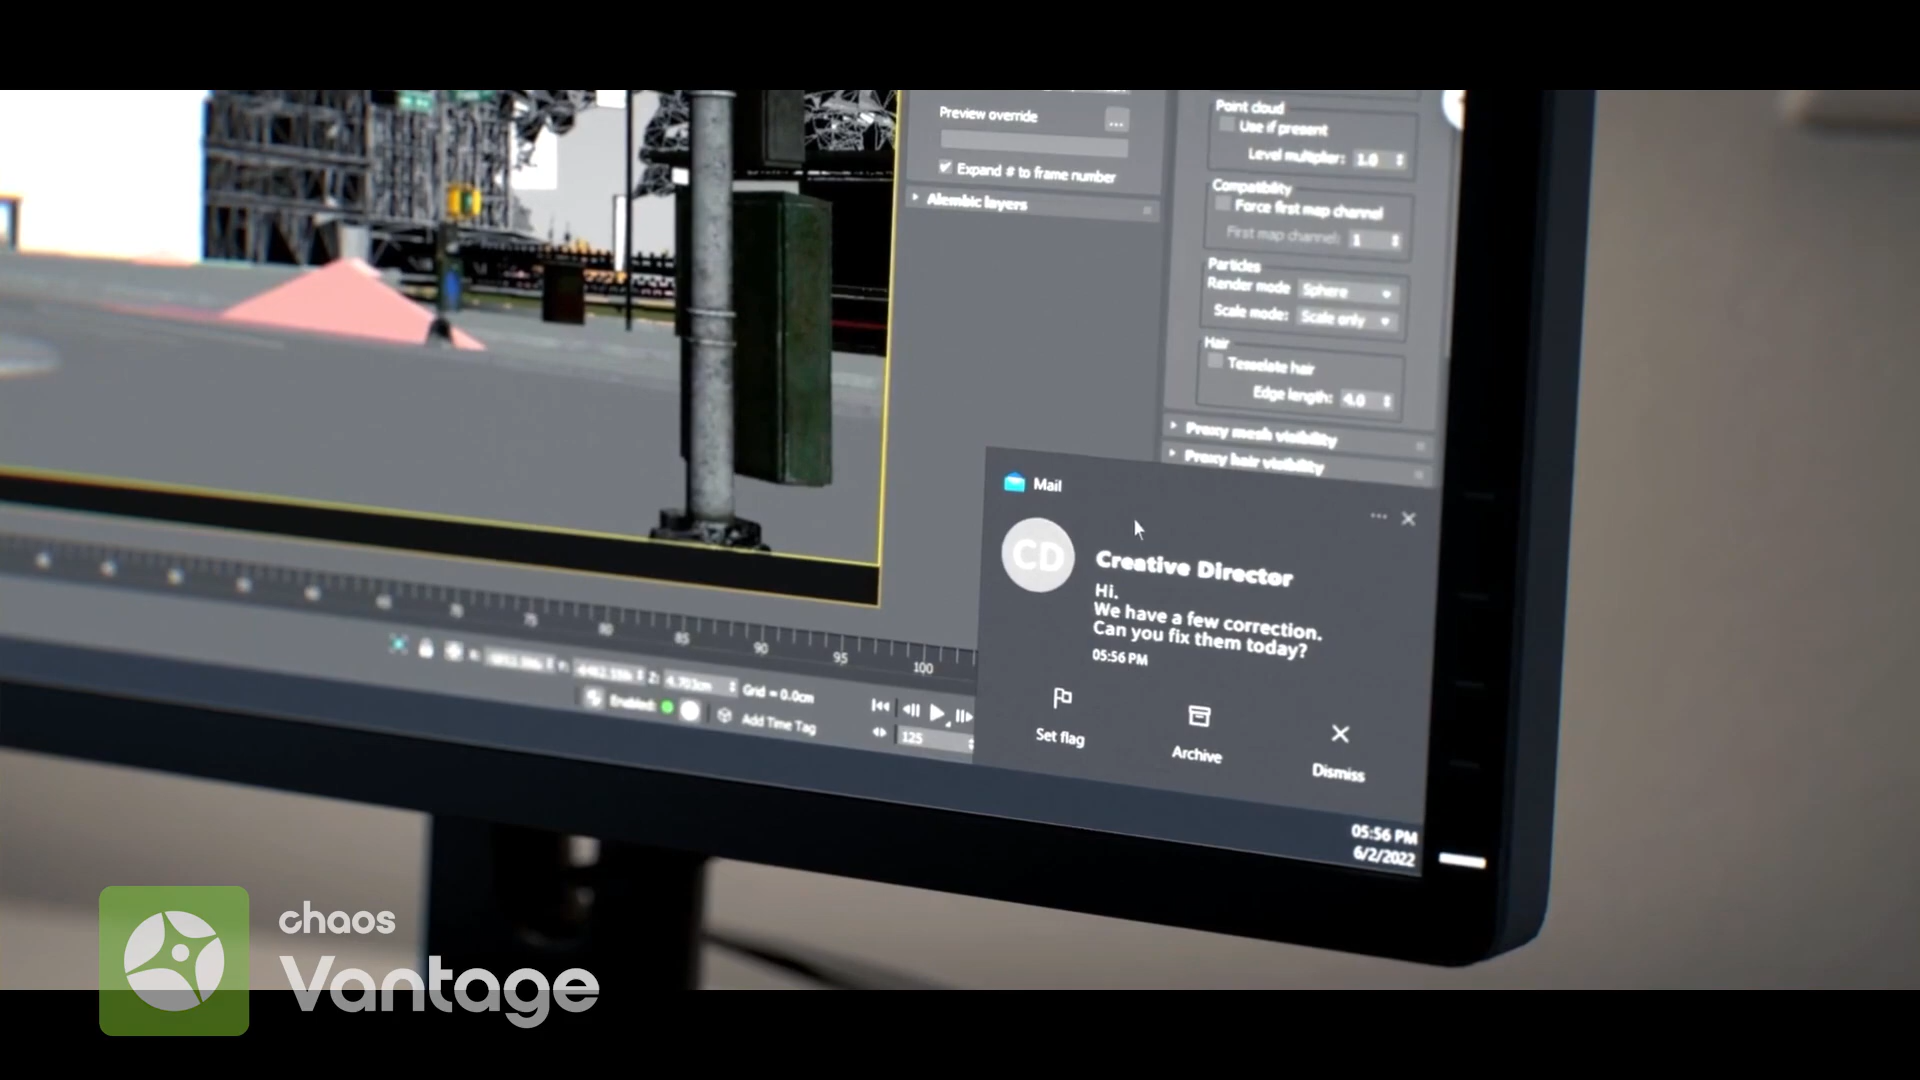 Preview override
...
Expand # to frame number
Alembic layers
Point cloud
Use if present
Level multiplier: 1.0
Compatibility
Force first map channel
First map channel: 1
Particles
Render mode Sphere
Scale mode: Scale only
Hair
Tesselate hair
Edge length: 4.0
Proxy mesh visibility
Proxy hair visibility
Mail
CD
Creative Director
Hi.
We have a few correction.
Can you fix them today?
05:56 PM
Set flag
Archive
Dismiss
75
80
85
90
95
100
Z: 4.703cm
Grid = 0.0cm
Enabled:
Add Time Tag
125
05:56 PM
6/2/2022
chaos
Vantage